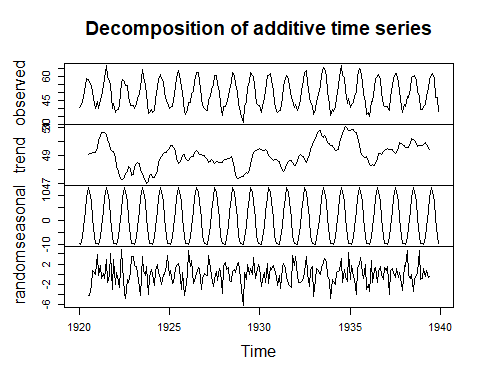 Decomposition of additive time series
observed
60
45
trend
49
seasonal
1047
0
-10
random
2
-2
-6
1920 1925 1930 1935 1940
Time